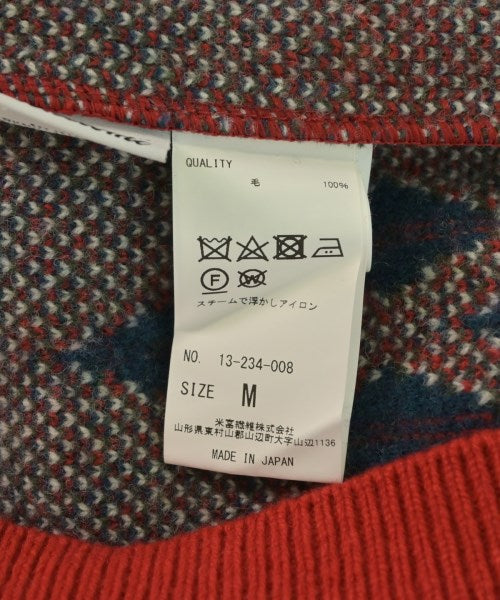 QUALITY
毛 100%
F W
スチームで浮かしアイロン
NO. 13-234-008
SIZE M
米富繊維株式会社
山形県東村山郡山辺町大字山辺1136
MADE IN JAPAN